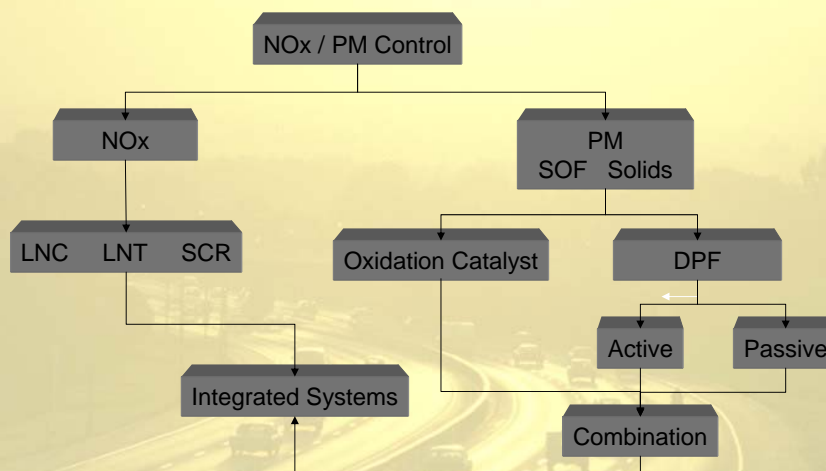 NOx / PM Control
NOx
PM
SOF Solids
LNC LNT SCR
Oxidation Catalyst
DPF
Active
Passive
Integrated Systems
Combination